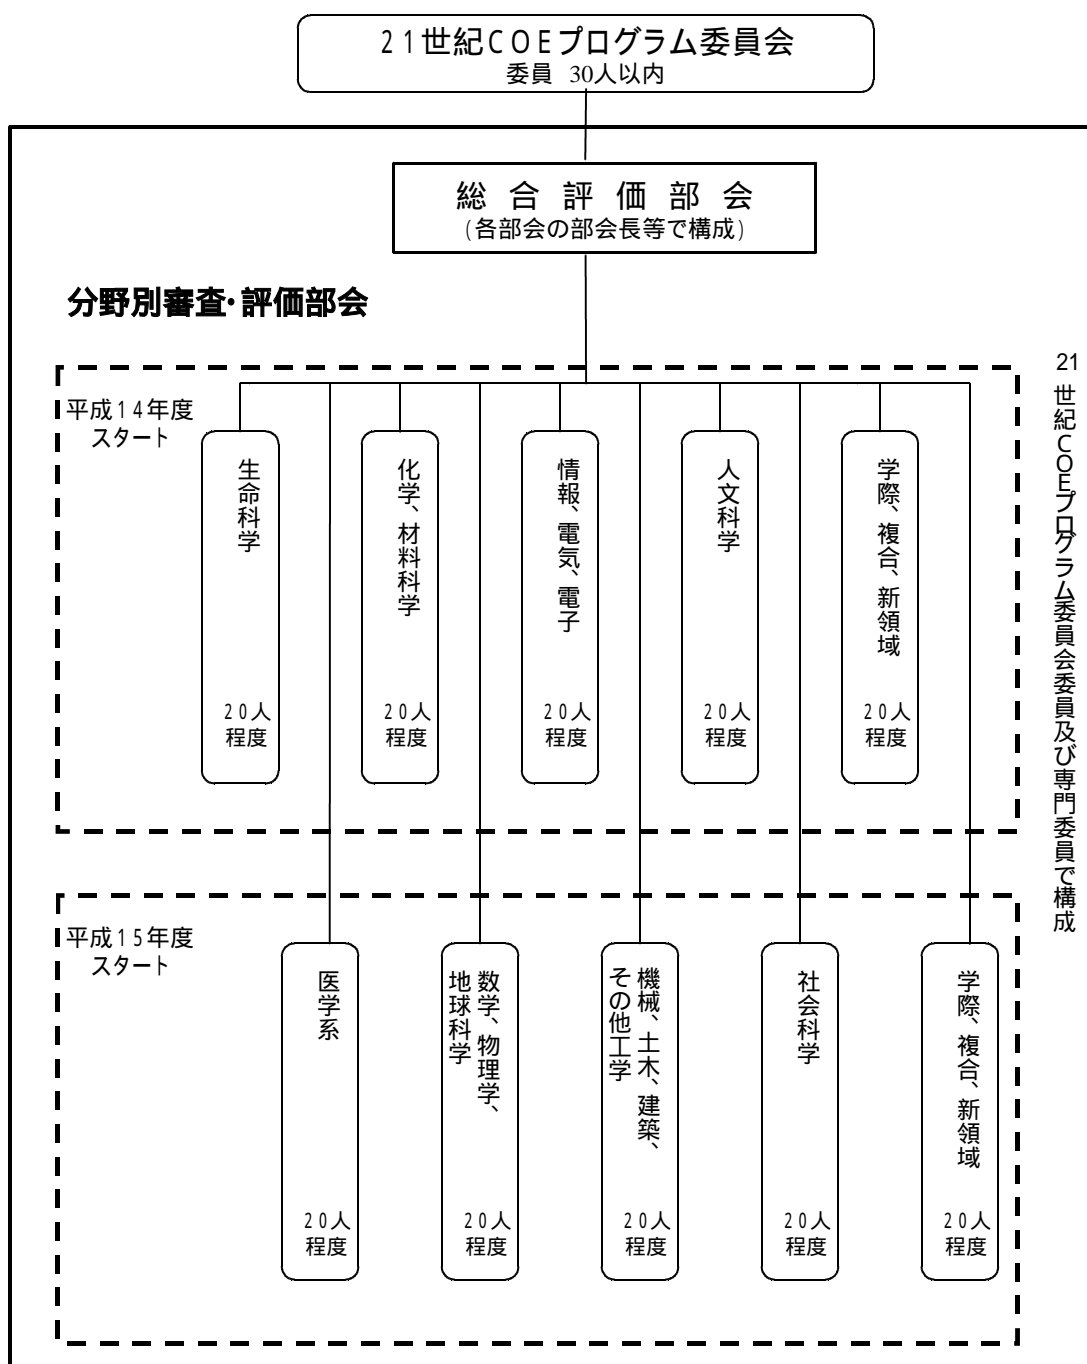 21世紀COEプログラム委員会
委員 30人以内
総合評価部会
(各部会の部会長等で構成)
分野別審査・評価部会
平成14年度
スタート
生命科学
20人
程度
化学、材料科学
20人
程度
情報、電気、電子
20人
程度
人文科学
20人
程度
学際、複合、新領域
20人
程度
21世紀COEプログラム委員会委員及び専門委員で構成
平成15年度
スタート
医学系
20人
程度
数学、物理学、
地球科学
20人
程度
機械、土木、建築、
その他工学
20人
程度
社会科学
20人
程度
学際、複合、新領域
20人
程度